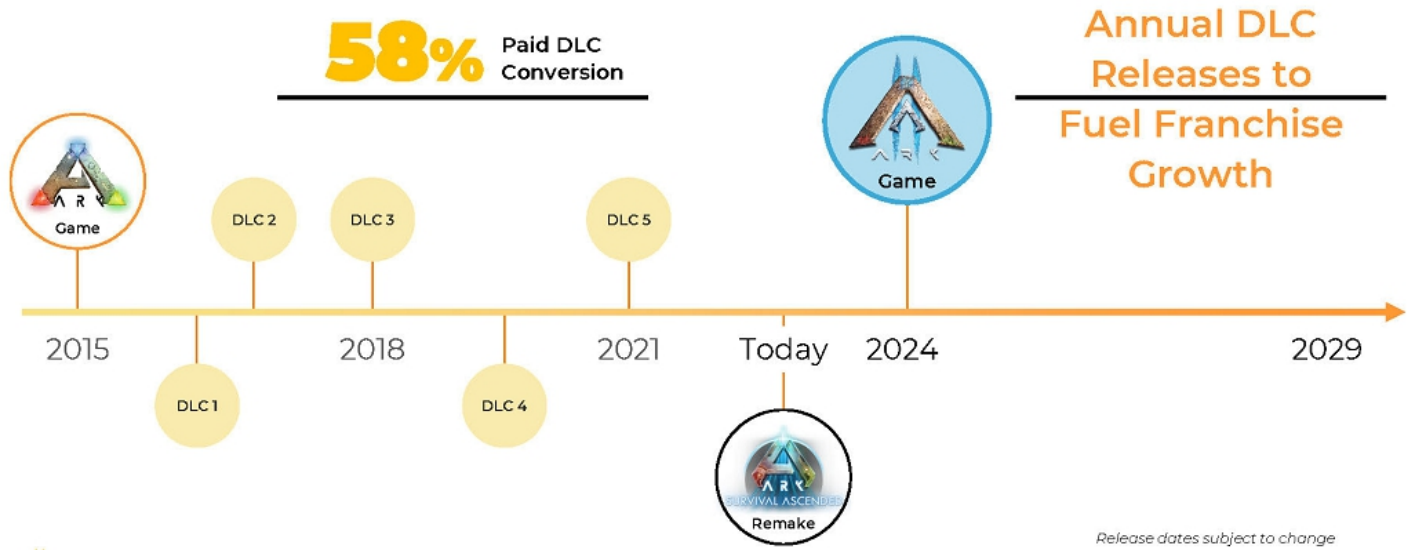 58% Paid DLC
Conversion
Annual DLC
Releases to
Fuel Franchise
Growth
ARK
Game
DLC 2
DLC 3
DLC 5
ARK
Game
2015
2018
2021
Today
2024
2029
DLC 1
DLC 4
ARK
SURVIVAL ASCENDED
Remake
Release dates subject to change